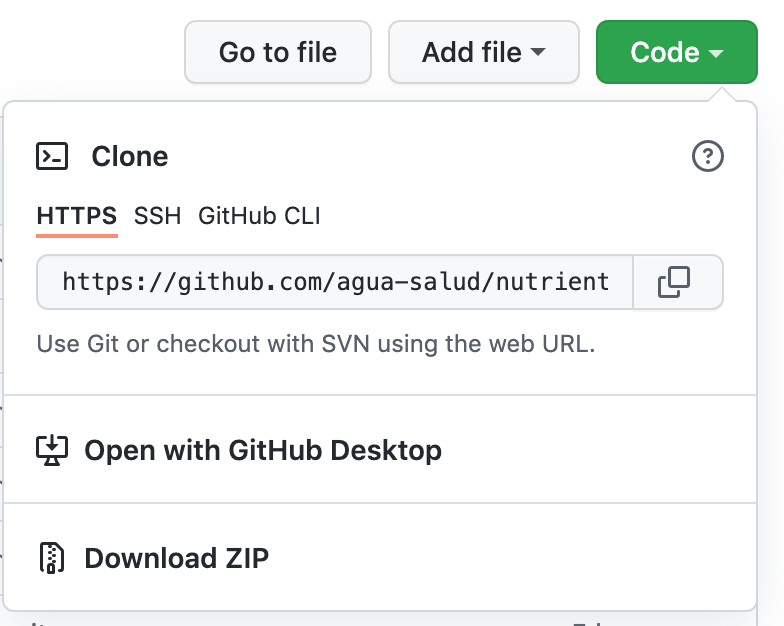 Go to file
Add file
Code
Clone
HTTPS SSH GitHub CLI
https://github.com/agua-salud/nutrient
Use Git or checkout with SVN using the web URL.
Open with GitHub Desktop
Download ZIP